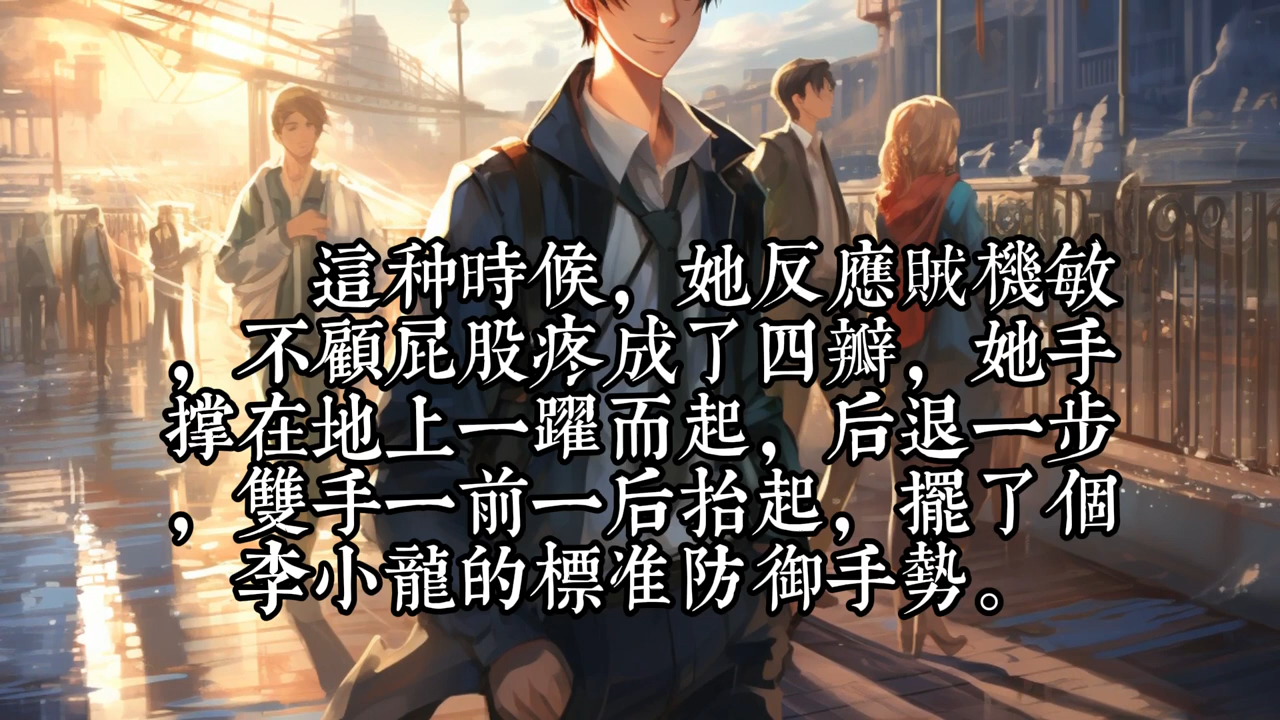 這种時候，她反應賊機敏
，不顧屁股疼成了四瓣，她手
撑在地上一躍而起，后退一步
，雙手一前一后抬起，擺了個
李小龍的標准防御手勢。